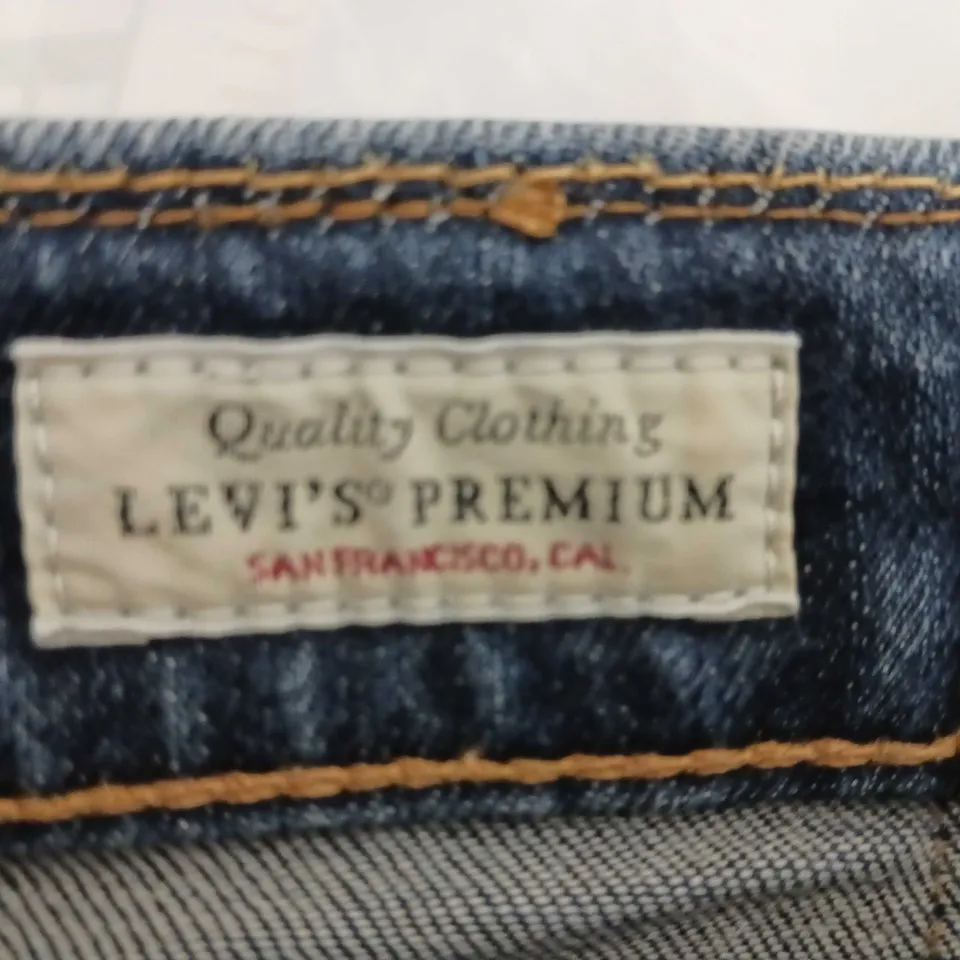 Quality Clothing
LEVI'S® PREMIUM
SAN FRANCISCO, CAL